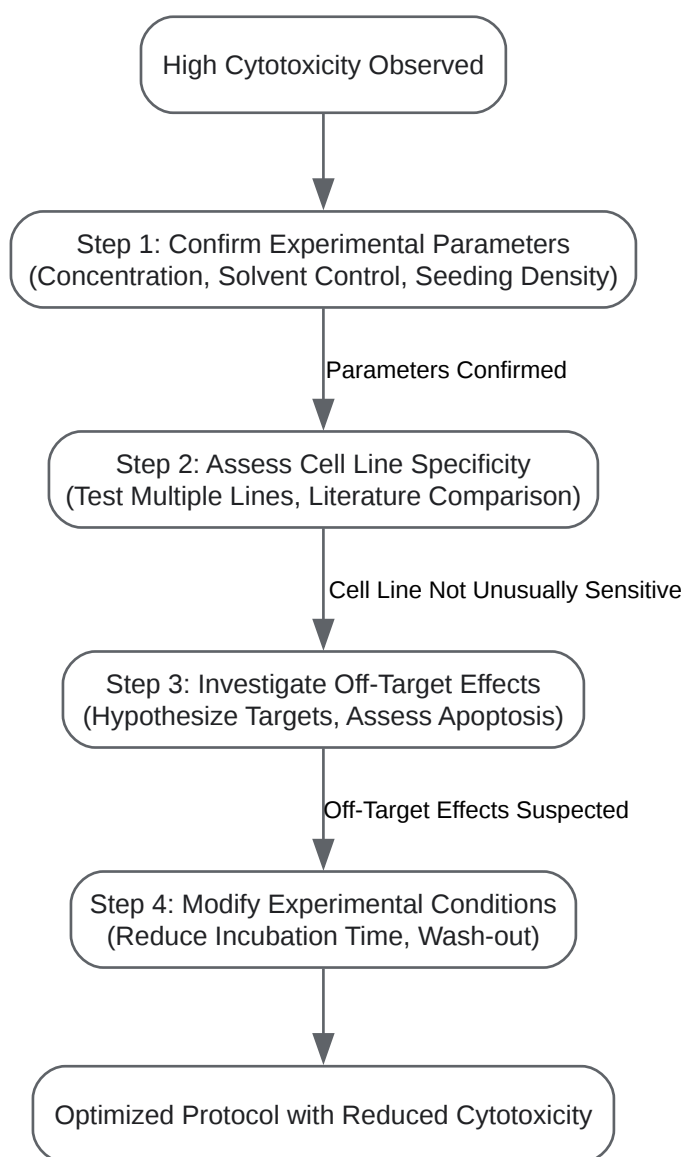 High Cytotoxicity Observed
Step 1: Confirm Experimental Parameters
(Concentration, Solvent Control, Seeding Density)
Parameters Confirmed
Step 2: Assess Cell Line Specificity
(Test Multiple Lines, Literature Comparison)
Cell Line Not Unusually Sensitive
Step 3: Investigate Off-Target Effects
(Hypothesize Targets, Assess Apoptosis)
Off-Target Effects Suspected
Step 4: Modify Experimental Conditions
(Reduce Incubation Time, Wash-out)
Optimized Protocol with Reduced Cytotoxicity